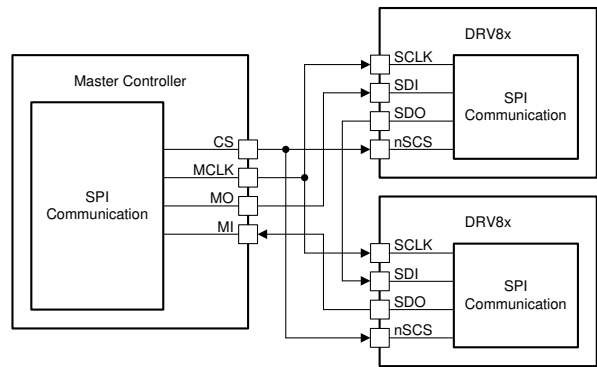 Master Controller
SPI
Communication
CS
MCLK
MO
MI
DRV8x
SCLK
SDI
SDO
nSCS
SPI
Communication
DRV8x
SCLK
SDI
SDO
nSCS
SPI
Communication